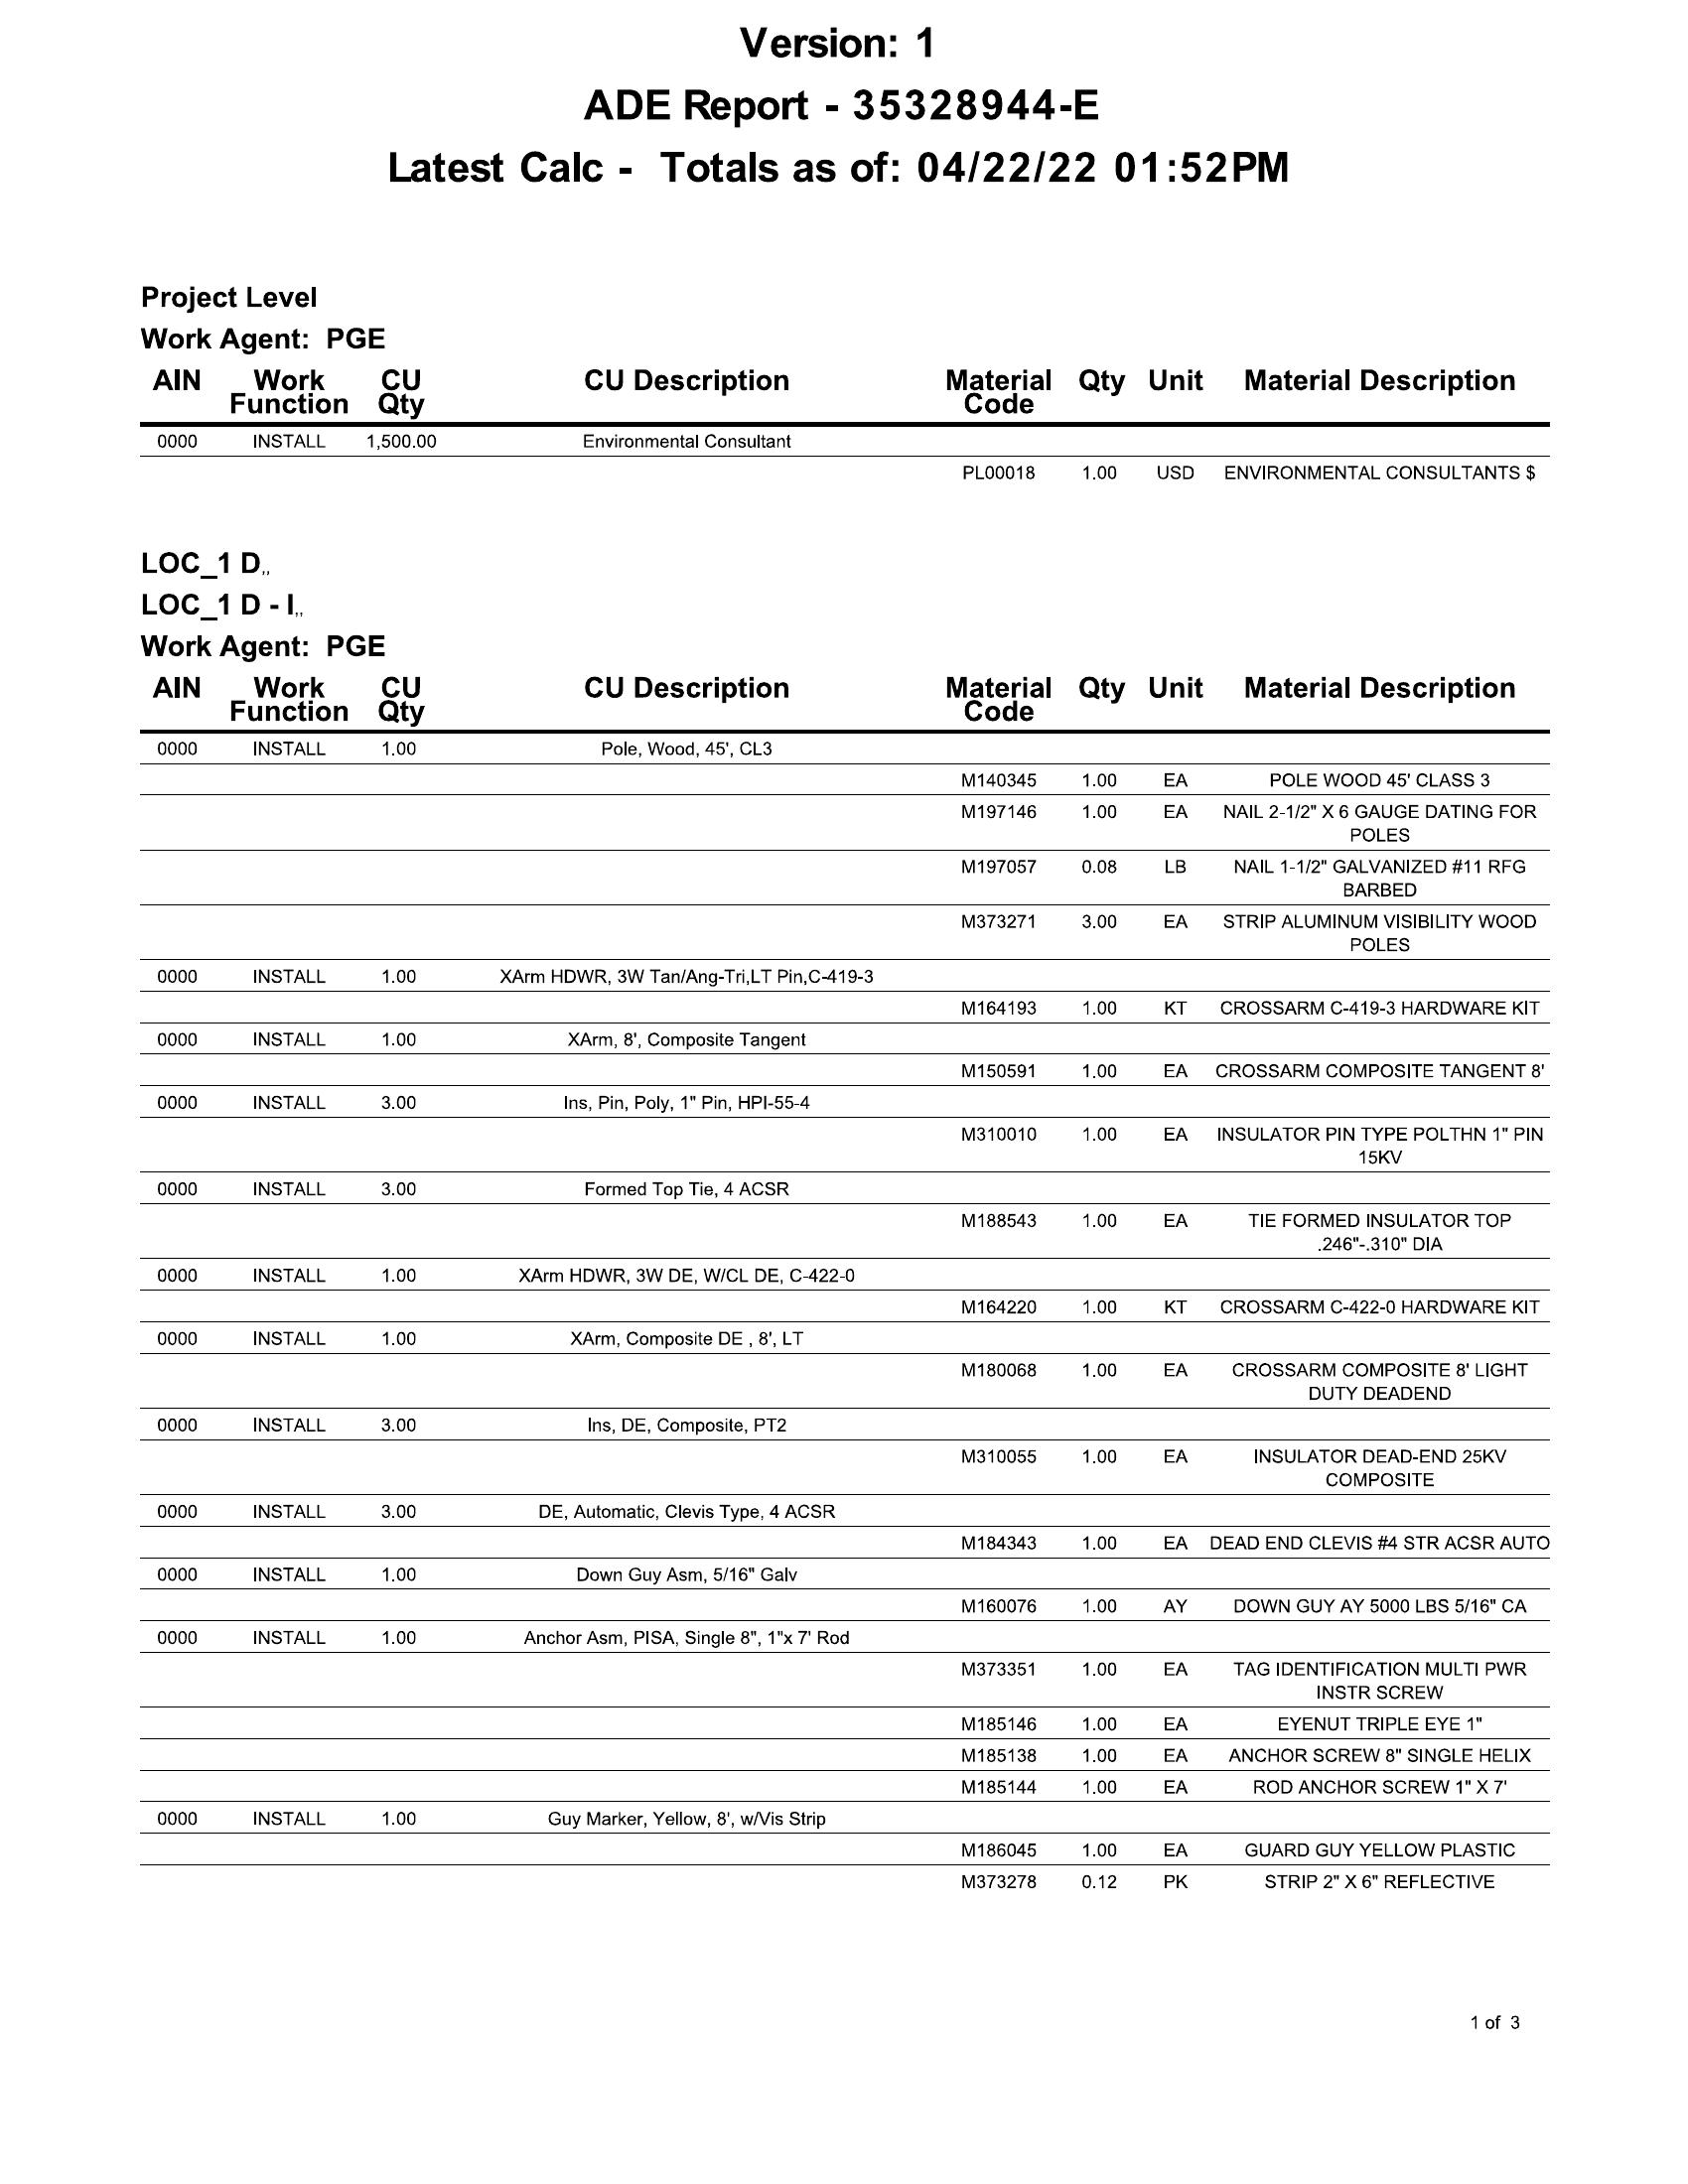 Version: 1
ADE Report - 35328944-E
Latest Calc - Totals as of: 04/22/22 01:52PM
Project Level
Work Agent: PGE
AIN Work Function CU Qty CU Description Material Code Qty Unit Material Description
0000 INSTALL 1,500.00 Environmental Consultant
PL00018 1.00 USD ENVIRONMENTAL CONSULTANTS $
LOC_1 D,,
LOC_1 D - I,,
Work Agent: PGE
AIN Work Function CU Qty CU Description Material Code Qty Unit Material Description
0000 INSTALL 1.00 Pole, Wood, 45', CL3
M140345 1.00 EA POLE WOOD 45' CLASS 3
M197146 1.00 EA NAIL 2-1/2" X 6 GAUGE DATING FOR
POLES
M197057 0.08 LB NAIL 1-1/2" GALVANIZED #11 RFG
BARBED
M373271 3.00 EA STRIP ALUMINUM VISIBILITY WOOD
POLES
0000 INSTALL 1.00 XArm HDWR, 3W Tan/Ang-Tri,LT Pin,C-419-3
M164193 1.00 KT CROSSARM C-419-3 HARDWARE KIT
0000 INSTALL 1.00 XArm, 8', Composite Tangent
M150591 1.00 EA CROSSARM COMPOSITE TANGENT 8'
0000 INSTALL 3.00 Ins, Pin, Poly, 1" Pin, HPI-55-4
M310010 1.00 EA INSULATOR PIN TYPE POLTHN 1" PIN
15KV
0000 INSTALL 3.00 Formed Top Tie, 4 ACSR
M188543 1.00 EA TIE FORMED INSULATOR TOP
.246"-.310" DIA
0000 INSTALL 1.00 XArm HDWR, 3W DE, W/CL DE, C-422-0
M164220 1.00 KT CROSSARM C-422-0 HARDWARE KIT
0000 INSTALL 1.00 XArm, Composite DE , 8', LT
M180068 1.00 EA CROSSARM COMPOSITE 8' LIGHT
DUTY DEADEND
0000 INSTALL 3.00 Ins, DE, Composite, PT2
M310055 1.00 EA INSULATOR DEAD-END 25KV
COMPOSITE
0000 INSTALL 3.00 DE, Automatic, Clevis Type, 4 ACSR
M184343 1.00 EA DEAD END CLEVIS #4 STR ACSR AUTO
0000 INSTALL 1.00 Down Guy Asm, 5/16" Galv
M160076 1.00 AY DOWN GUY AY 5000 LBS 5/16" CA
0000 INSTALL 1.00 Anchor Asm, PISA, Single 8", 1"x 7' Rod
M373351 1.00 EA TAG IDENTIFICATION MULTI PWR
INSTR SCREW
M185146 1.00 EA EYENUT TRIPLE EYE 1"
M185138 1.00 EA ANCHOR SCREW 8" SINGLE HELIX
M185144 1.00 EA ROD ANCHOR SCREW 1" X 7'
0000 INSTALL 1.00 Guy Marker, Yellow, 8', w/Vis Strip
M186045 1.00 EA GUARD GUY YELLOW PLASTIC
M373278 0.12 PK STRIP 2" X 6" REFLECTIVE
1 of 3